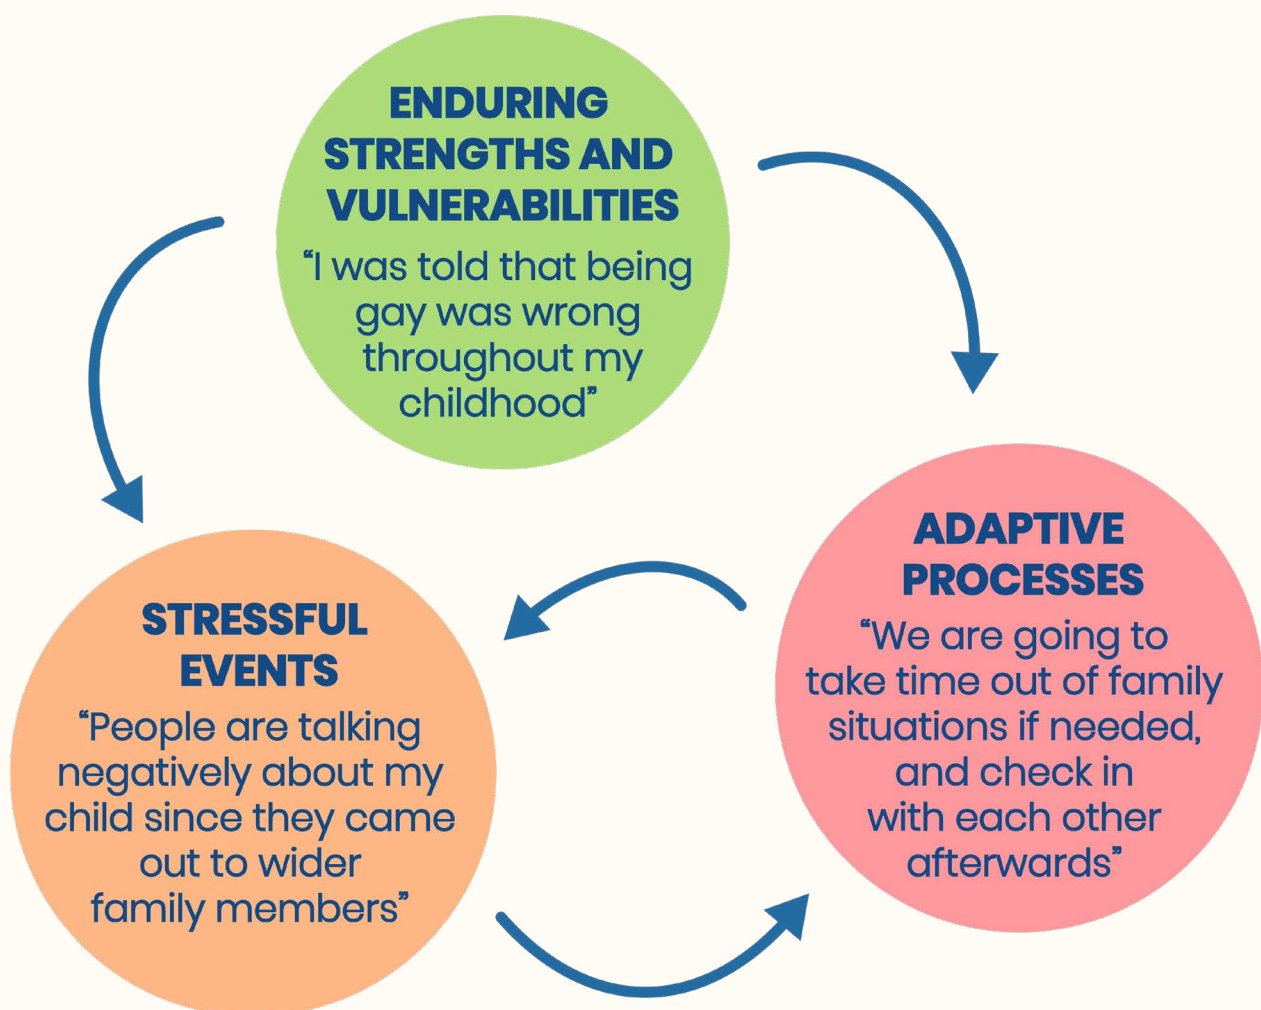 ENDURING
STRENGTHS AND
VULNERABILITIES
“I was told that being
gay was wrong
throughout my
childhood”
ADAPTIVE
PROCESSES
“We are going to
take time out of family
situations if needed,
and check in
with each other
afterwards”
STRESSFUL
EVENTS
“People are talking
negatively about my
child since they came
out to wider
family members”